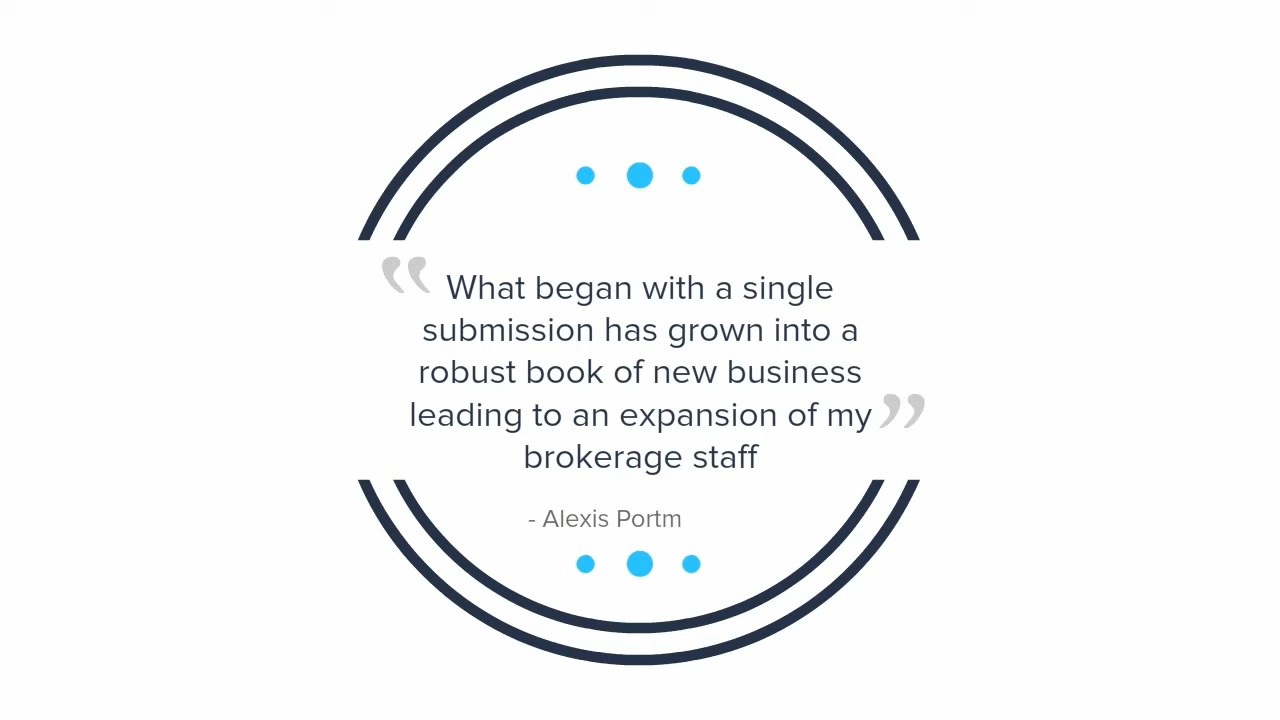 “ What began with a single
submission has grown into a
robust book of new business
leading to an expansion of my ”
brokerage staff
- Alexis Portm